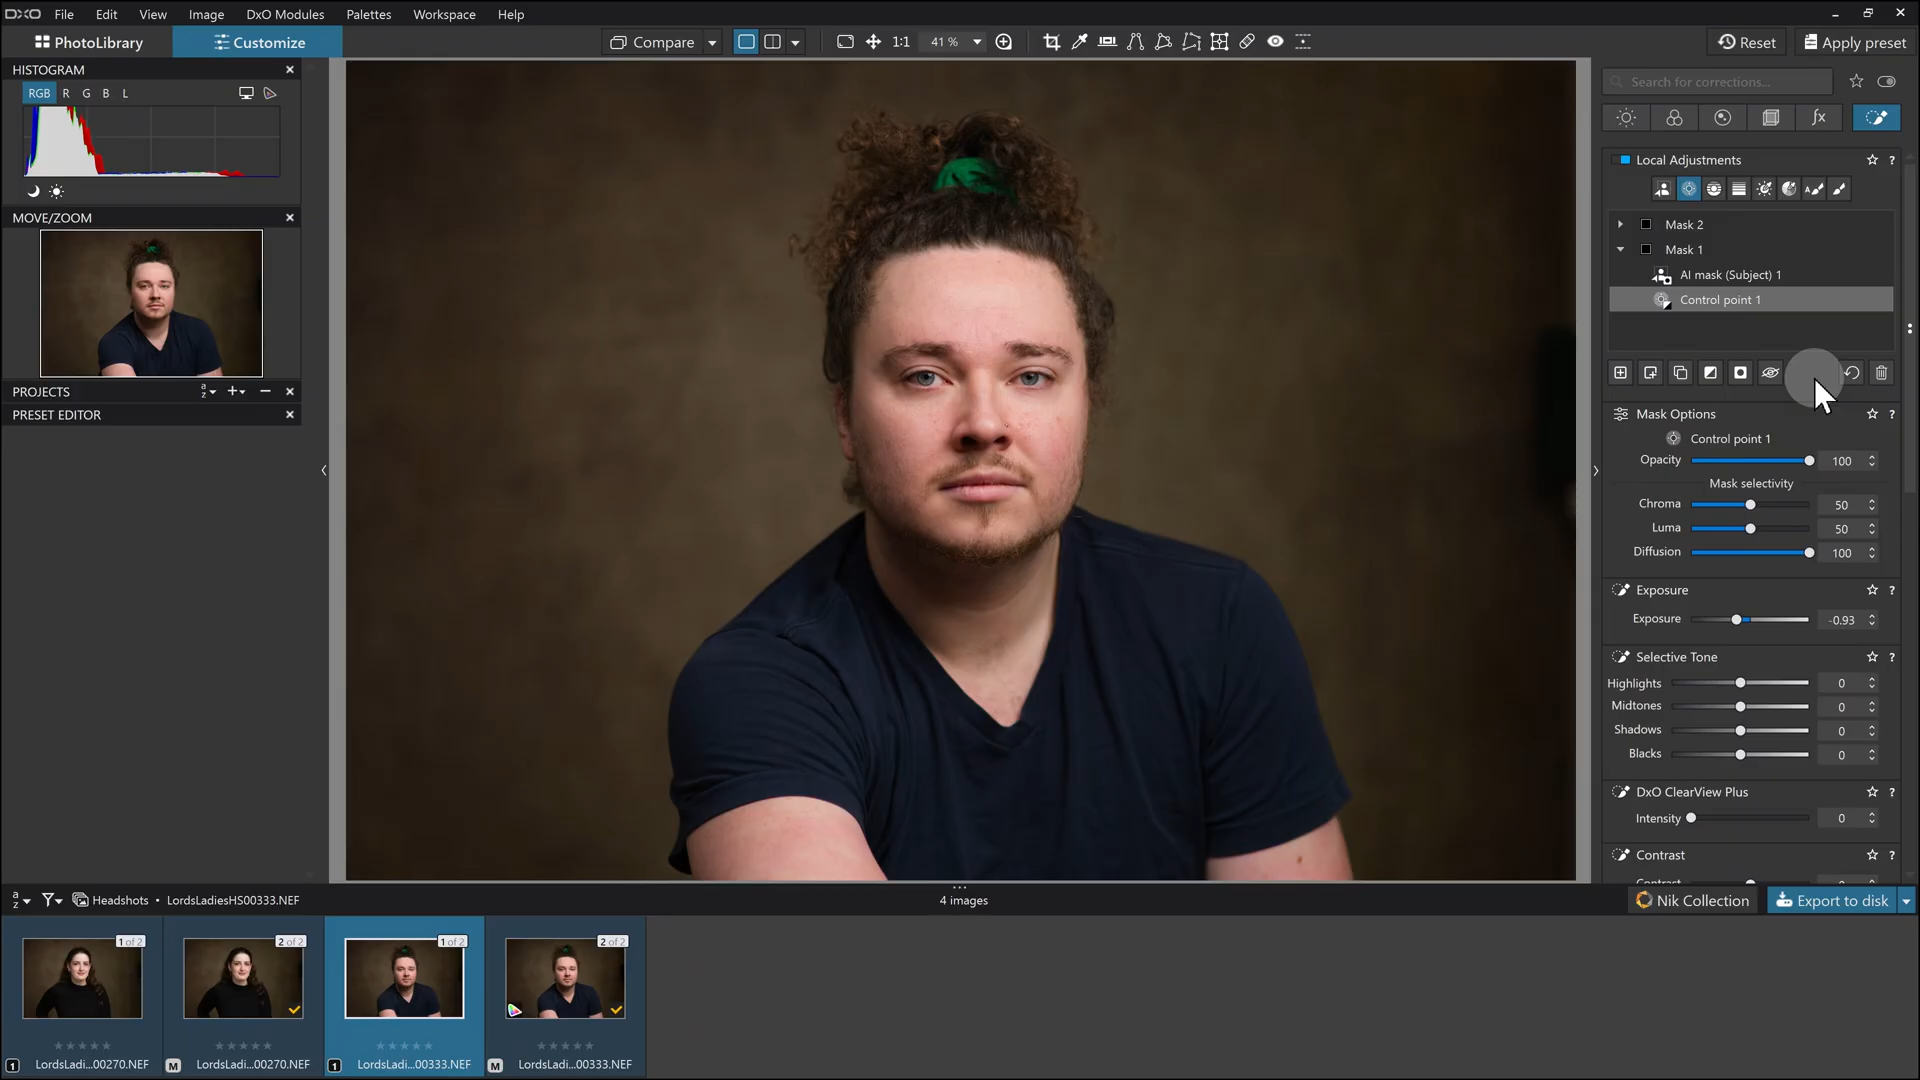 DXO File Edit View Image DxO Modules Palettes Workspace Help
PhotoLibrary Customize Compare 1:1 41 % Reset Apply preset
HISTOGRAM
RGB R G B L
MOVE/ZOOM
PROJECTS
PRESET EDITOR
Search for corrections...
fx
Local Adjustments
Mask 2
Mask 1
AI mask (Subject) 1
Control point 1
Mask Options
Control point 1
Opacity 100
Mask selectivity
Chroma 50
Luma 50
Diffusion 100
Exposure
Exposure -0.93
Selective Tone
Highlights 0
Midtones 0
Shadows 0
Blacks 0
DxO ClearView Plus
Intensity 0
Contrast
Headshots • LordsLadiesHS00333.NEF 4 images Nik Collection Export to disk
1 of 2 2 of 2 1 of 2 2 of 2
1 LordsLadi...00270.NEF M LordsLadi...00270.NEF 1 LordsLadi...00333.NEF M LordsLadi...00333.NEF